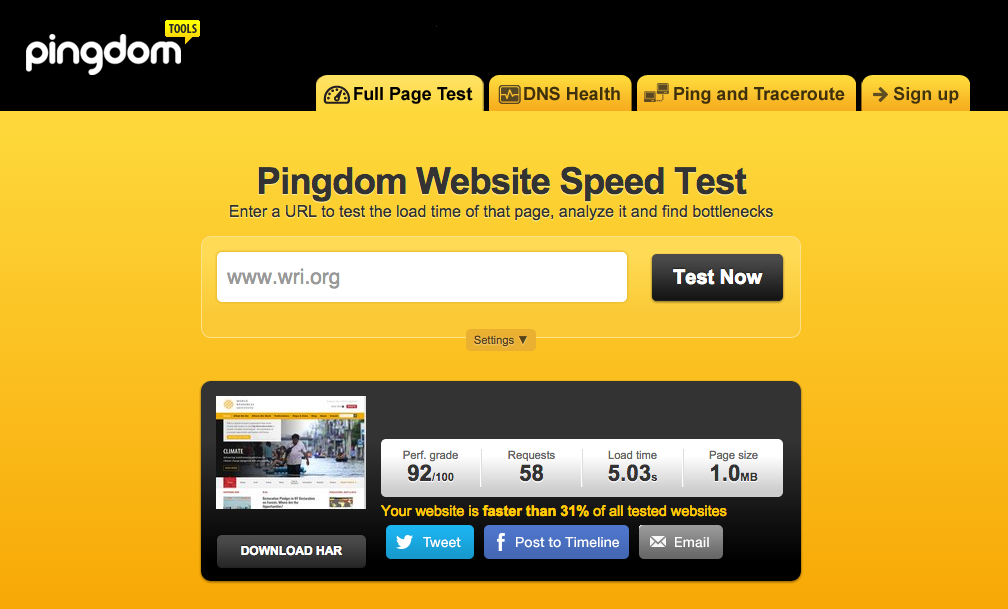 pingdom
TOOLS
Full Page Test
DNS Health
Ping and Traceroute
Sign up
Pingdom Website Speed Test
Enter a URL to test the load time of that page, analyze it and find bottlenecks
www.wri.org
Test Now
Settings ▼
CLIMATE
Perf. grade
92/100
Requests
58
Load time
5.03s
Page size
1.0MB
Your website is faster than 31% of all tested websites
DOWNLOAD HAR
Tweet
Post to Timeline
Email